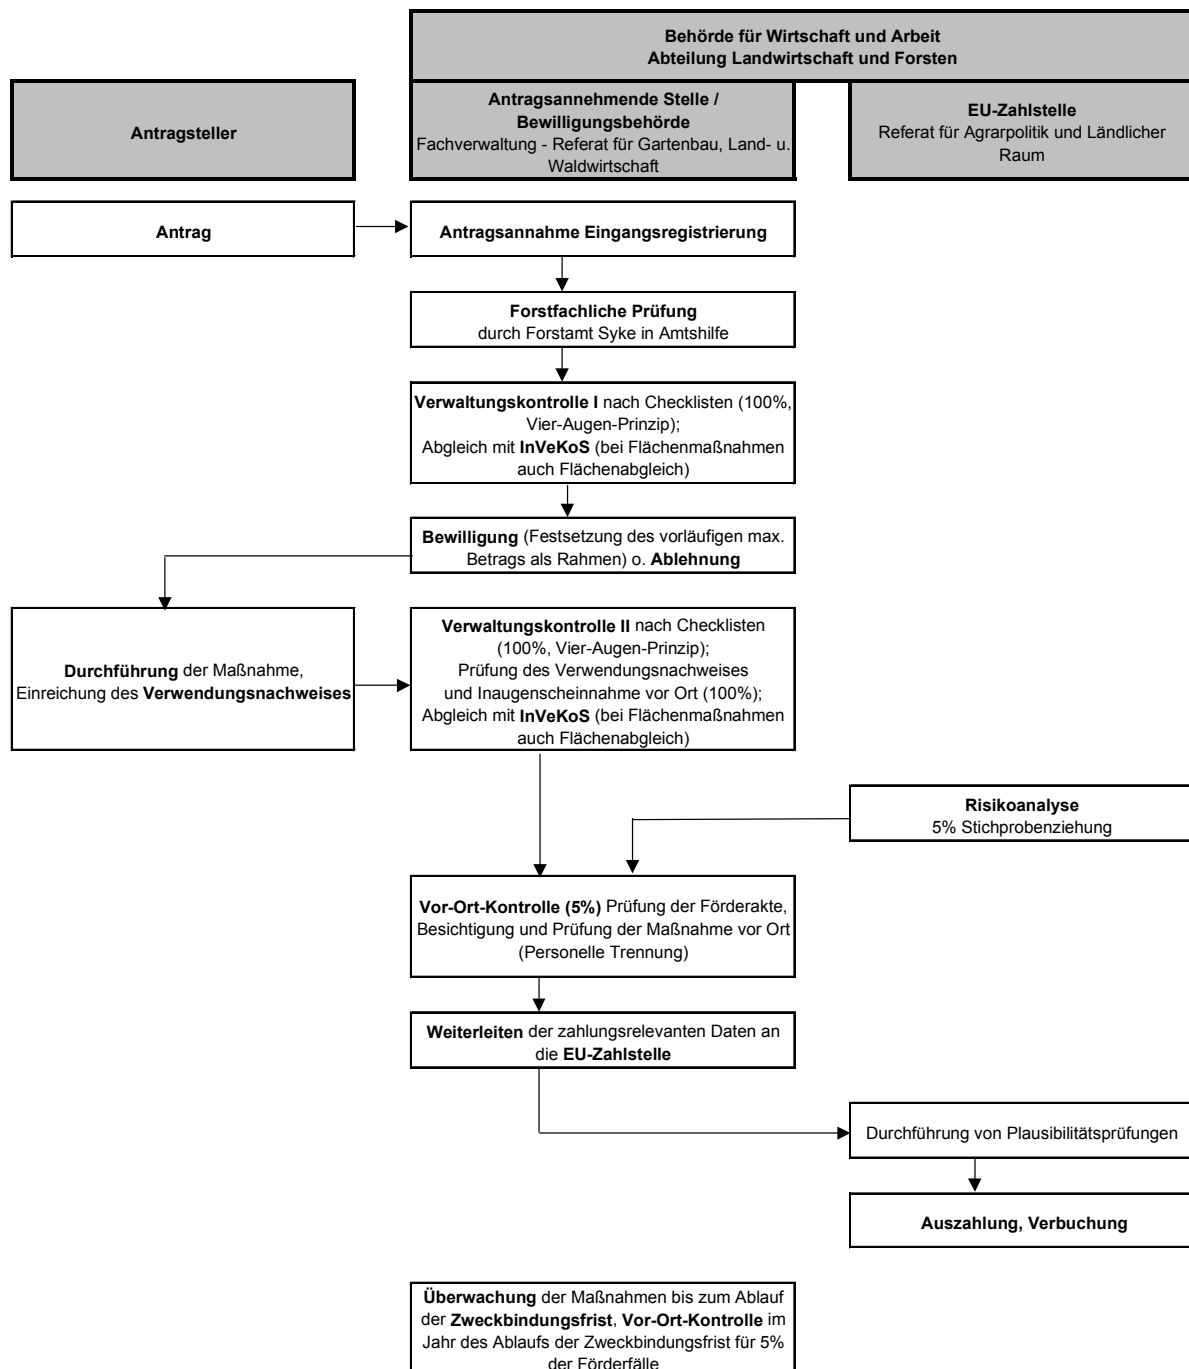 Behörde für Wirtschaft und Arbeit
Abteilung Landwirtschaft und Forsten
Antragsteller
Antragsannehmende Stelle /
Bewilligungsbehörde
Fachverwaltung - Referat für Gartenbau, Land- u.
Waldwirtschaft
EU-Zahlstelle
Referat für Agrarpolitik und Ländlicher
Raum
Antrag
Antragsannahme Eingangsregistrierung
Forstfachliche Prüfung
durch Forstamt Syke in Amtshilfe
Verwaltungskontrolle I nach Checklisten (100%,
Vier-Augen-Prinzip);
Abgleich mit InVeKoS (bei Flächenmaßnahmen
auch Flächenabgleich)
Bewilligung (Festsetzung des vorläufigen max.
Betrags als Rahmen) o. Ablehnung
Durchführung der Maßnahme,
Einreichung des Verwendungsnachweises
Verwaltungskontrolle II nach Checklisten
(100%, Vier-Augen-Prinzip);
Prüfung des Verwendungsnachweises
und Inaugenscheinnahme vor Ort (100%);
Abgleich mit InVeKoS (bei Flächenmaßnahmen
auch Flächenabgleich)
Risikoanalyse
5% Stichprobenziehung
Vor-Ort-Kontrolle (5%) Prüfung der Förderakte,
Besichtigung und Prüfung der Maßnahme vor Ort
(Personelle Trennung)
Weiterleiten der zahlungsrelevanten Daten an
die EU-Zahlstelle
Durchführung von Plausibilitätsprüfungen
Auszahlung, Verbuchung
Überwachung der Maßnahmen bis zum Ablauf
der Zweckbindungsfrist, Vor-Ort-Kontrolle im
Jahr des Ablaufs der Zweckbindungsfrist für 5%
der Förderfälle